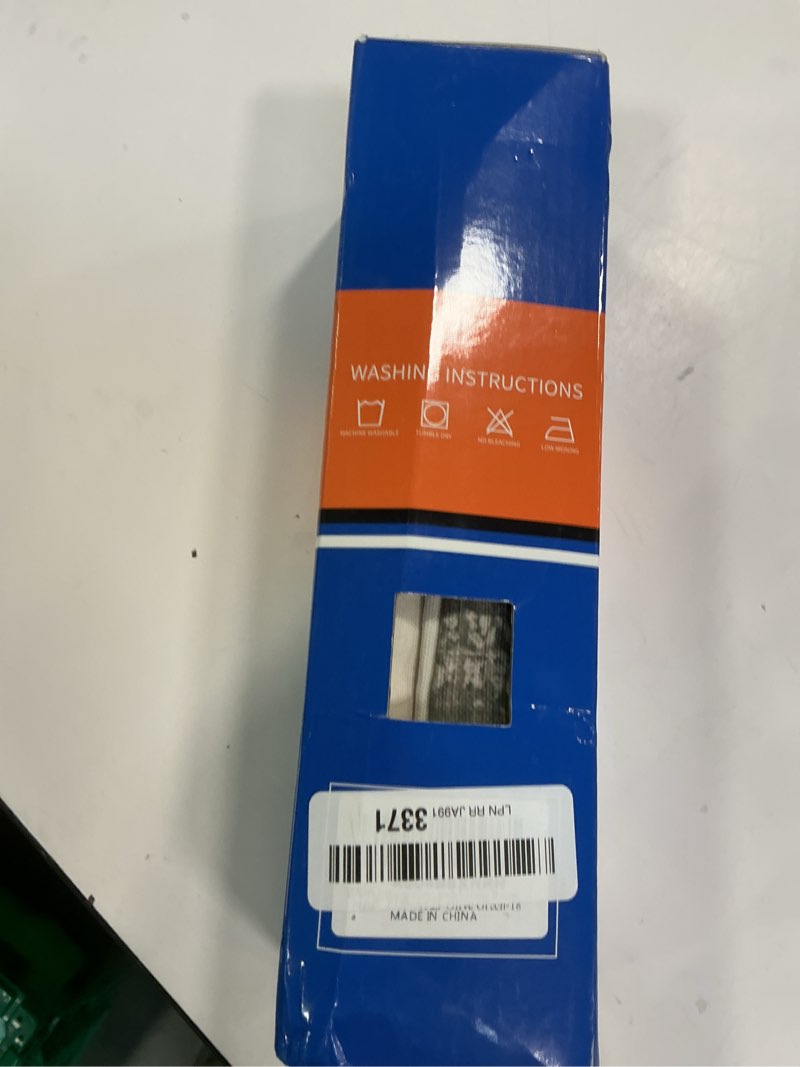 WASHING INSTRUCTIONS
MACHINE WASHABLE
TUMBLE DRY
NO BLEACHING
LOW IRONING
LPN RR JA991 3371
MADE IN CHINA